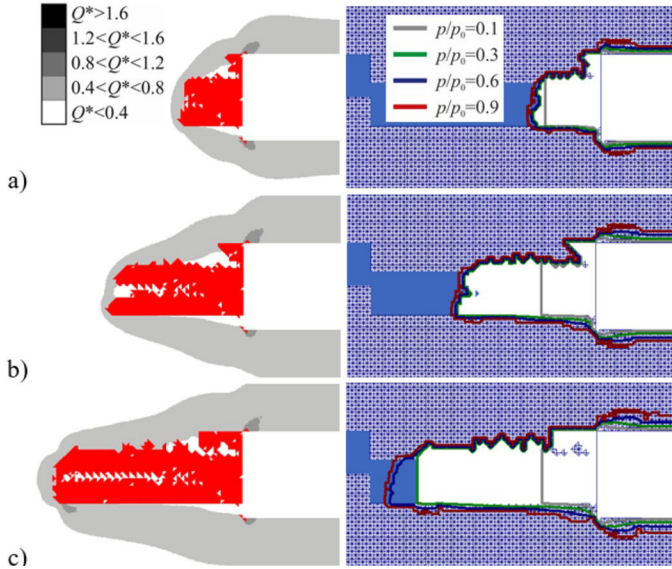 Q*>1.6
1.2<Q*<1.6
0.8<Q*<1.2
0.4<Q*<0.8
Q*<0.4
p/p₀=0.1
p/p₀=0.3
p/p₀=0.6
p/p₀=0.9
a)
b)
c)